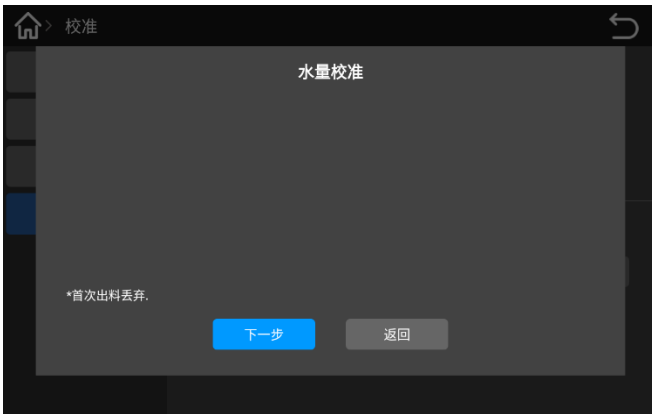 校准
水量校准
*首次出料丢弃.
下一步
返回